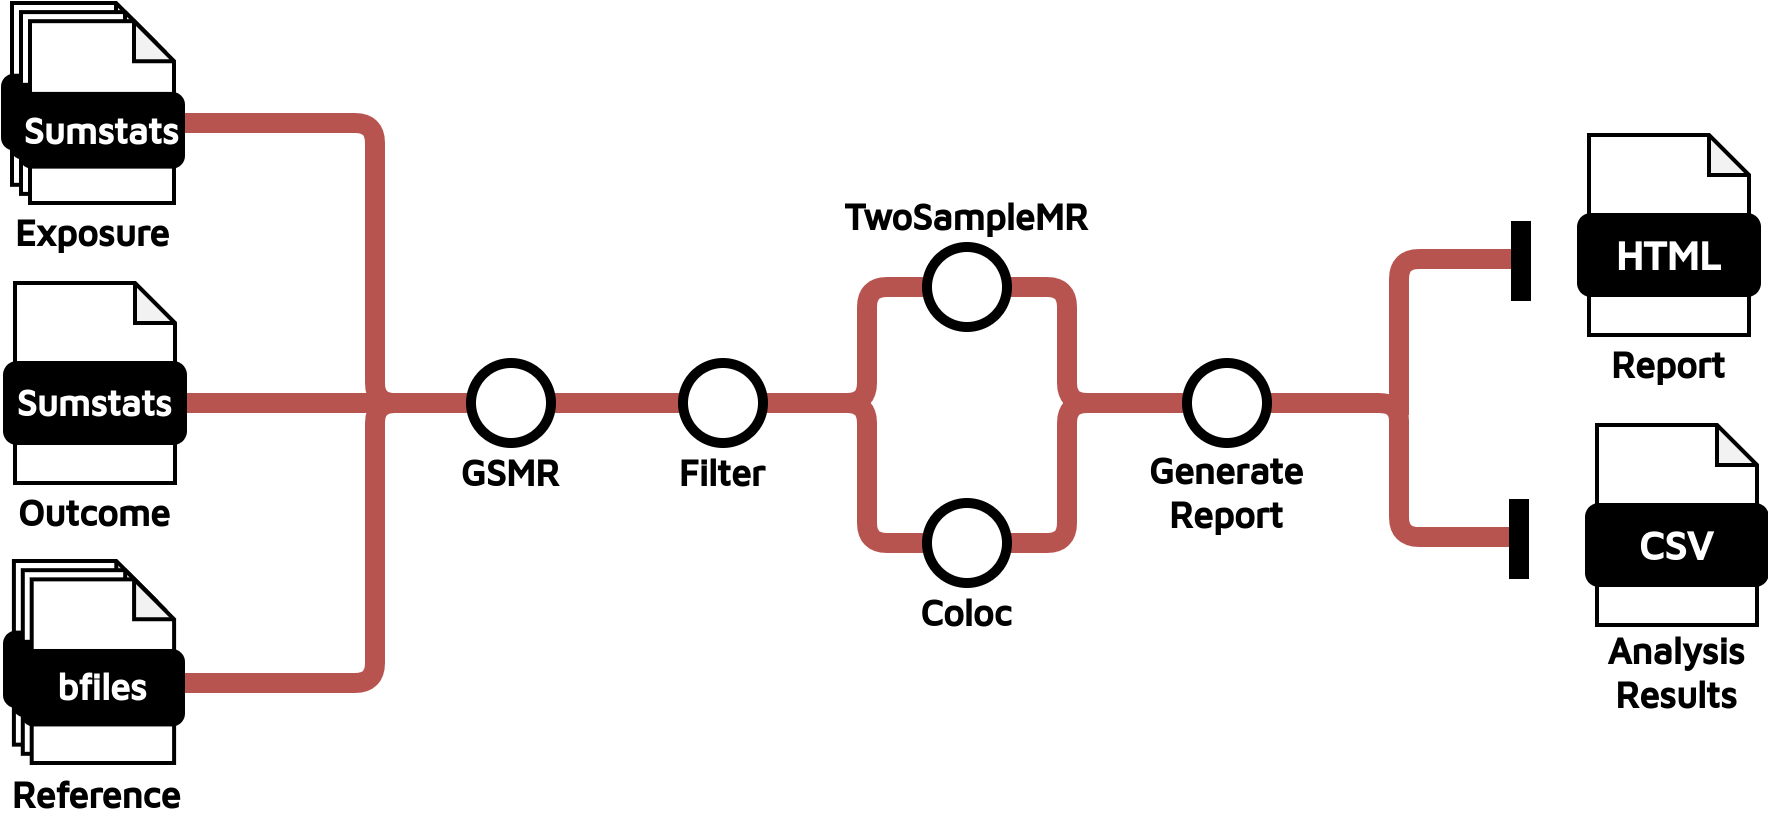 Sumstats
Exposure
Sumstats
Outcome
bfiles
Reference
GSMR
Filter
TwoSampleMR
Coloc
Generate
Report
HTML
Report
CSV
Analysis
Results